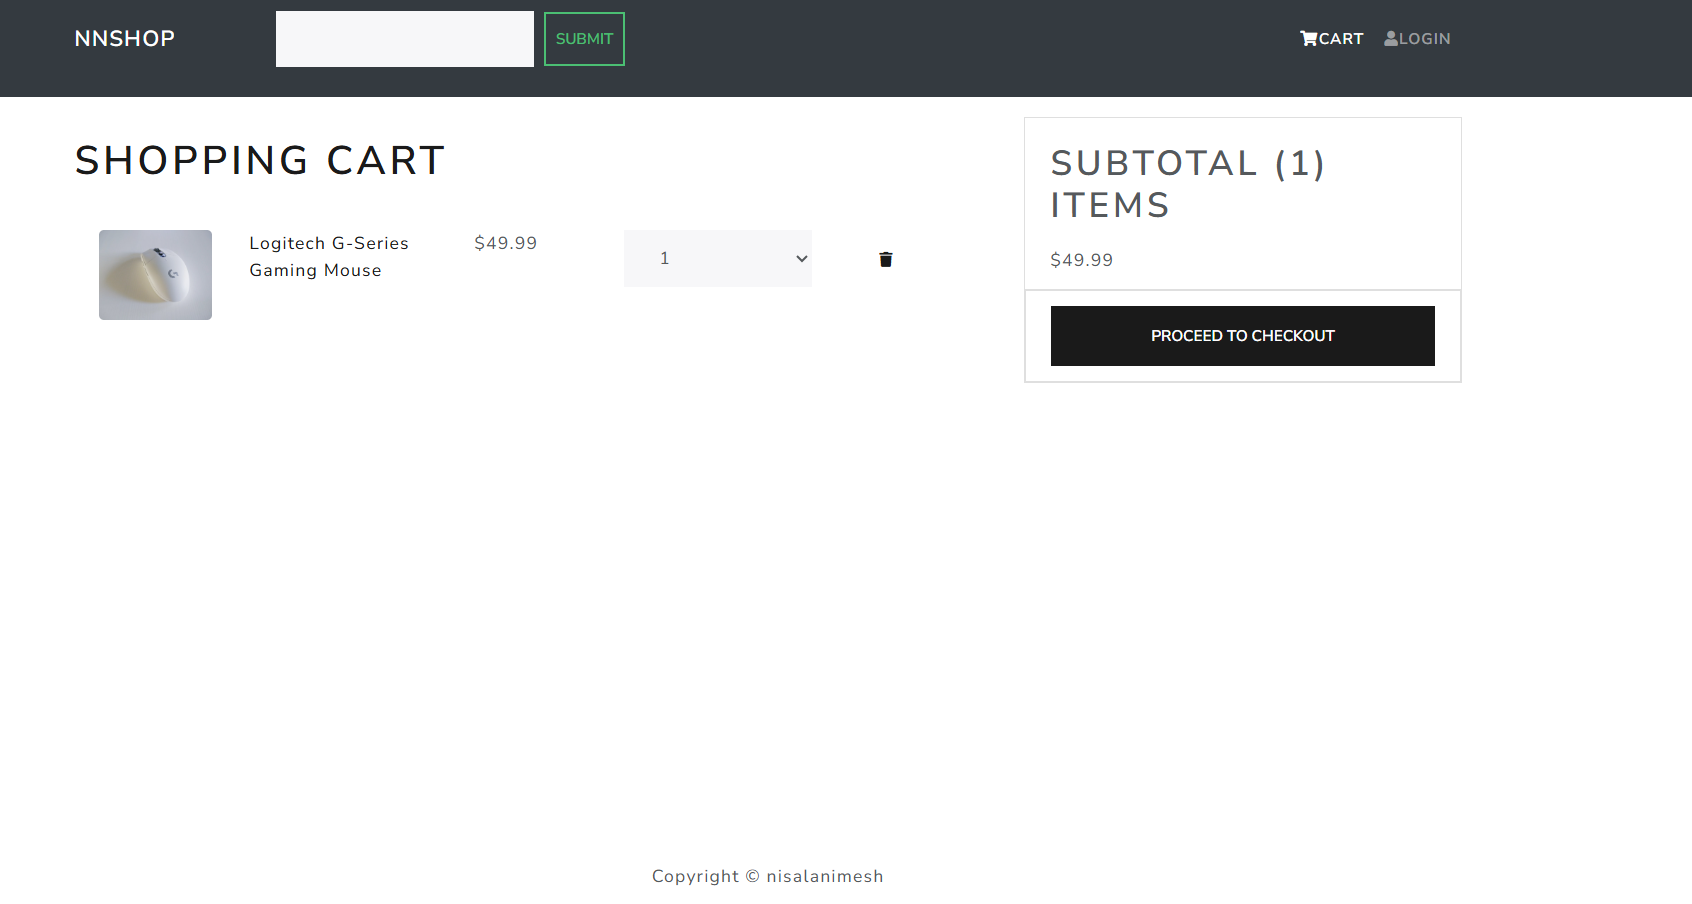 NNSHOP
SUBMIT
CART
LOGIN
SHOPPING CART
Logitech G-Series
Gaming Mouse
$49.99
1
SUBTOTAL (1)
ITEMS
$49.99
PROCEED TO CHECKOUT
Copyright © nisalanimesh